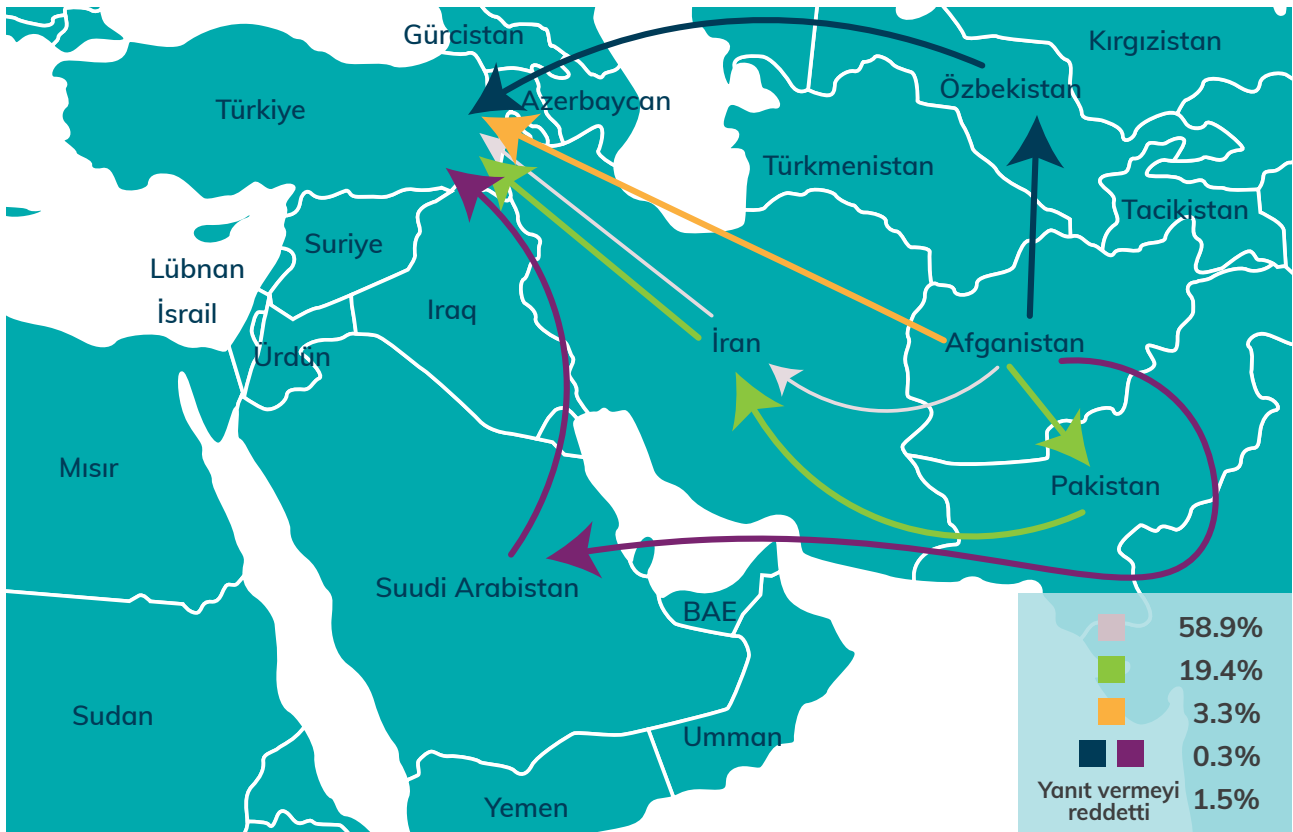 Gürcistan
Kırgızistan
Özbekistan
Azerbaycan
Türkiye
Türkmenistan
Tacikistan
Suriye
Lübnan
İsrail
Iraq
İran
Afganistan
Ürdün
Mısır
Pakistan
Suudi Arabistan
BAE
Sudan
Umman
Yemen
58.9%
19.4%
3.3%
0.3%
Yanıt vermeyi
reddetti
1.5%